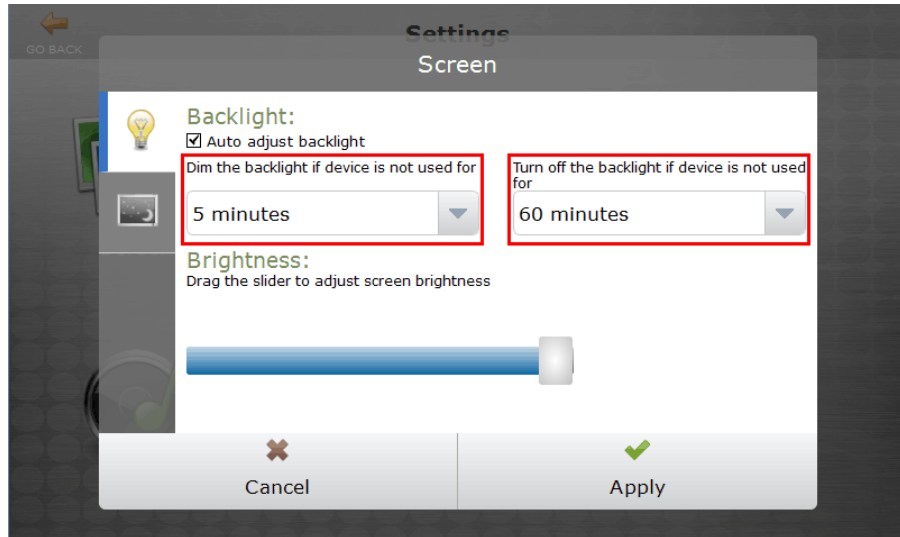 Settings
GO BACK
Screen
Backlight:
Auto adjust backlight
Dim the backlight if device is not used for
5 minutes
Turn off the backlight if device is not used
for
60 minutes
Brightness:
Drag the slider to adjust screen brightness
Cancel
Apply